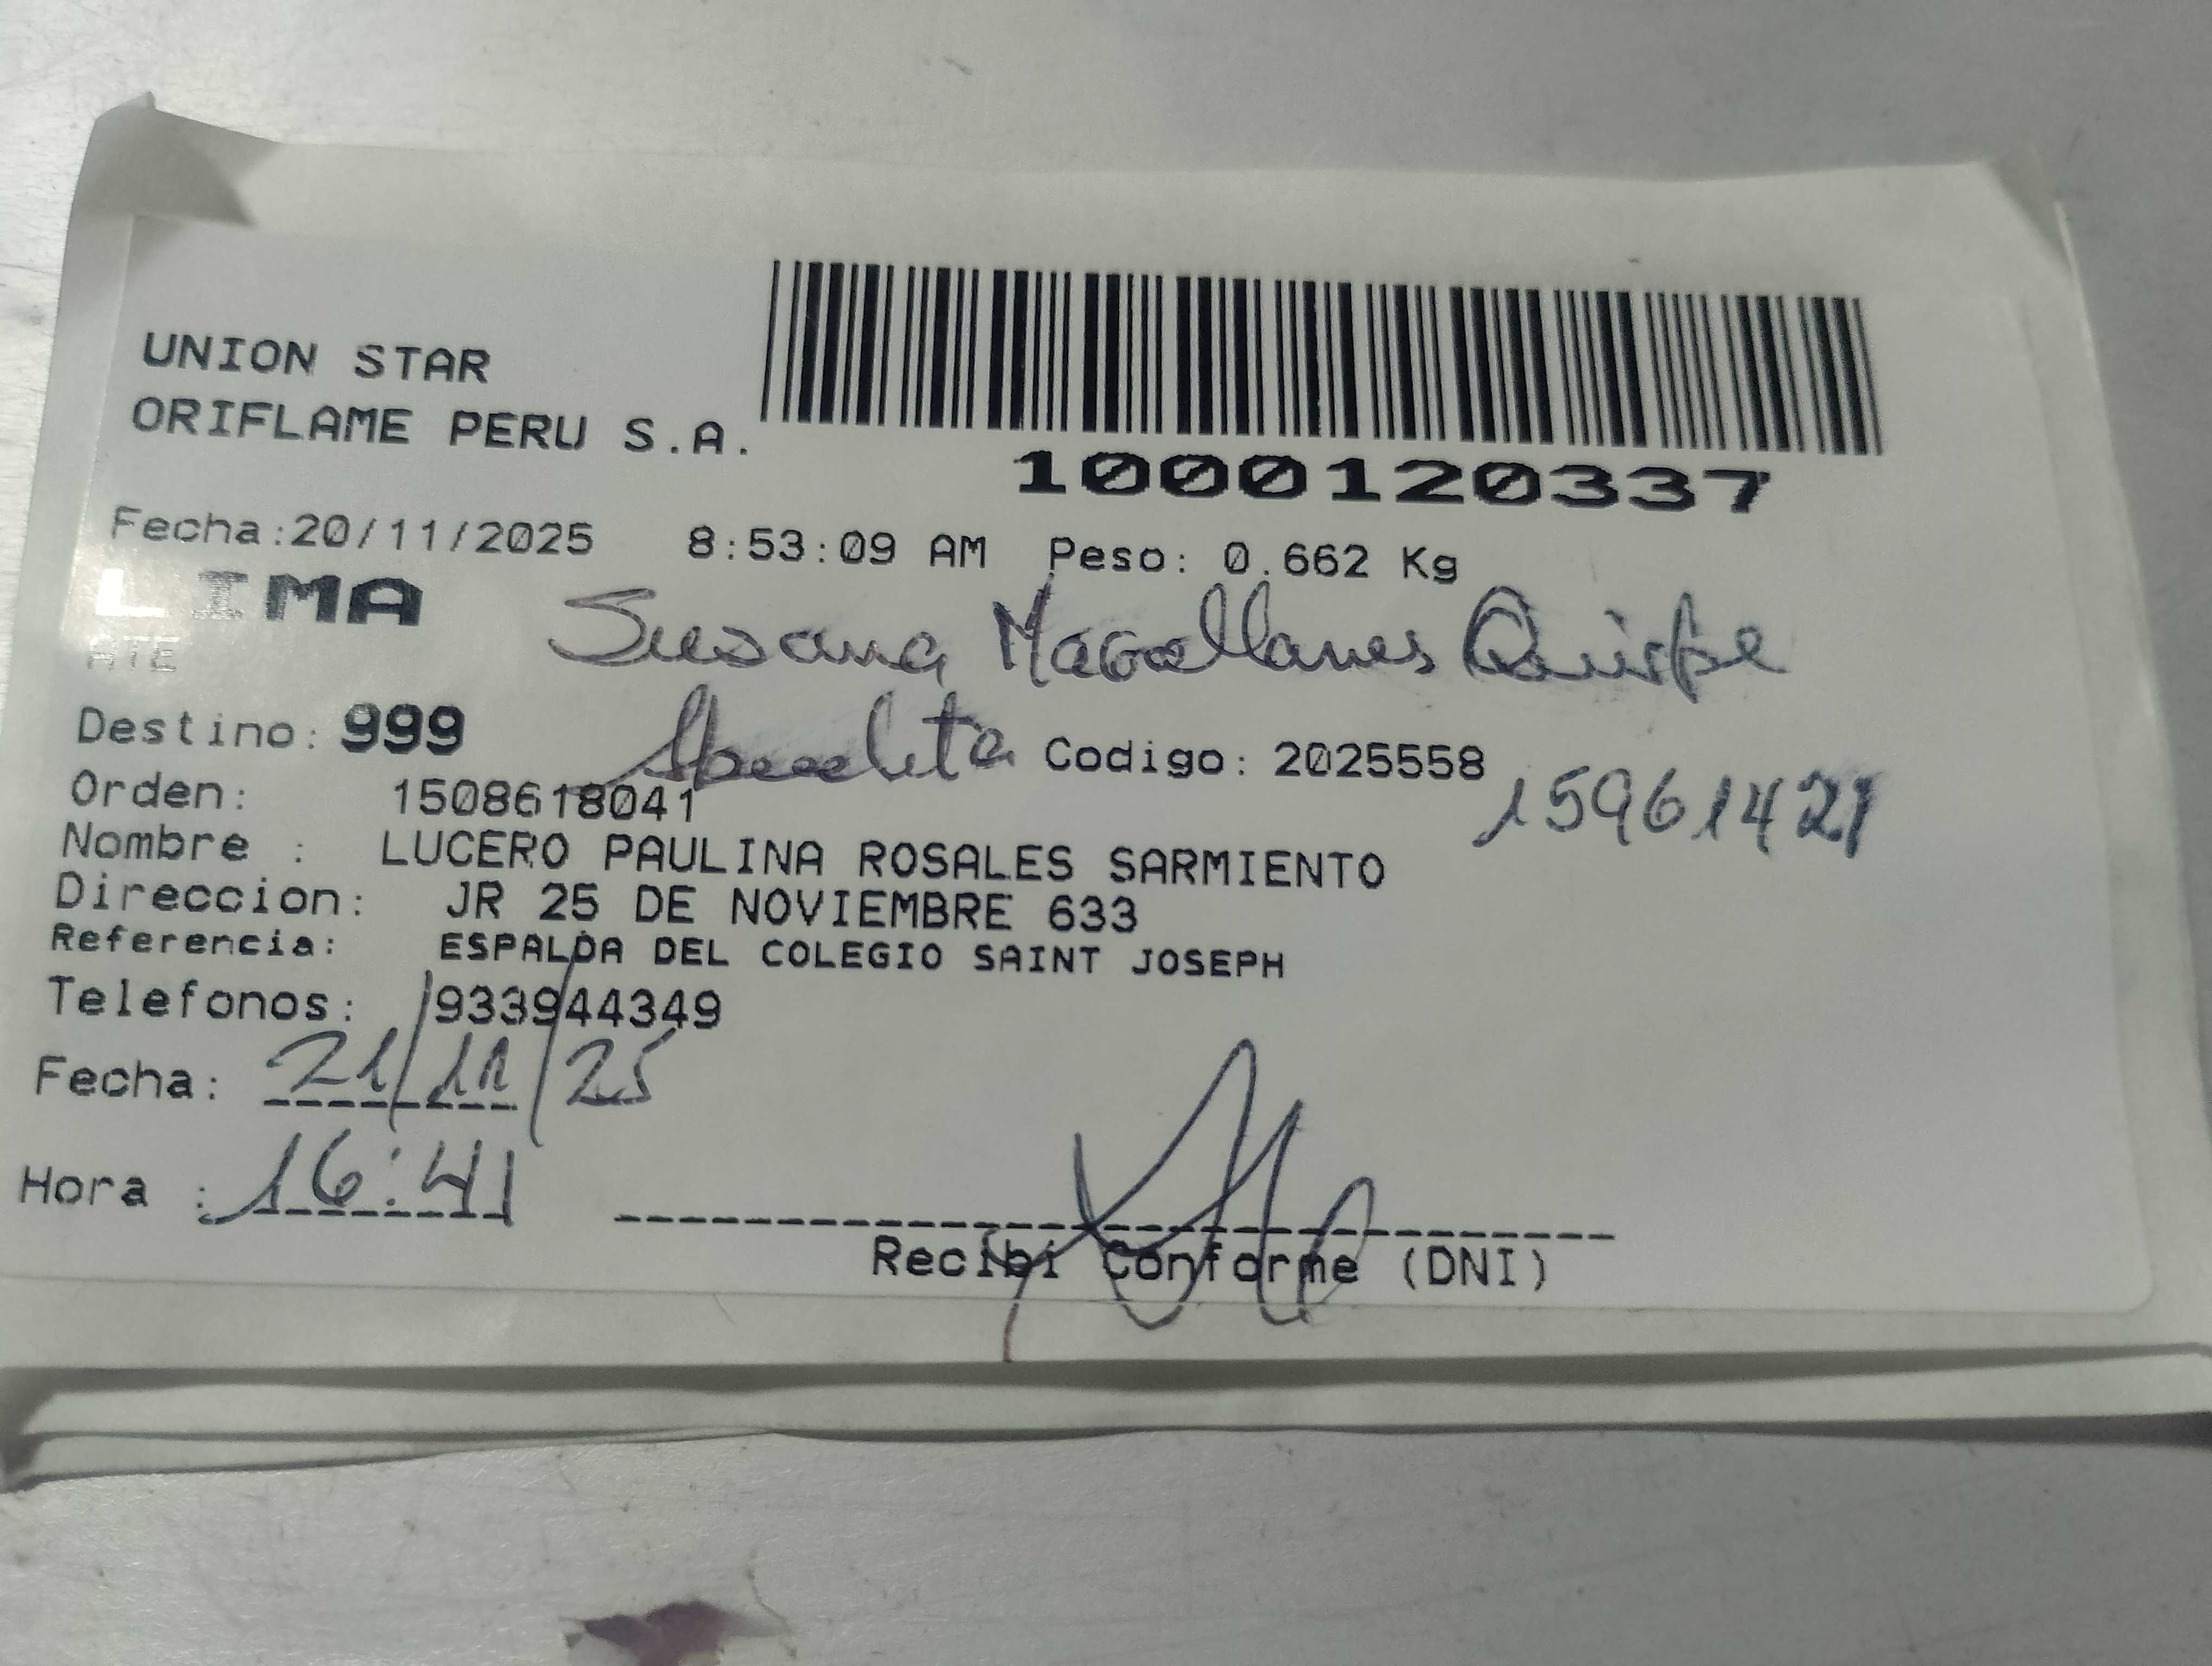 UNION STAR
ORIFLAME PERU S.A.
1000120337
Fecha:20/11/2025 8:53:09 AM Peso: 0.662 Kg
LIMA
Susana Magallanes Quispe
ATE
Destino: 999 Codigo: 2025558
15961421
Orden: 1508618041
Nombre : LUCERO PAULINA ROSALES SARMIENTO
Direccion: JR 25 DE NOVIEMBRE 633
Referencia: ESPALDA DEL COLEGIO SAINT JOSEPH
Telefonos: 933944349
Fecha: 21/11/25
Hora : 16:41
Recibi Conforme (DNI)